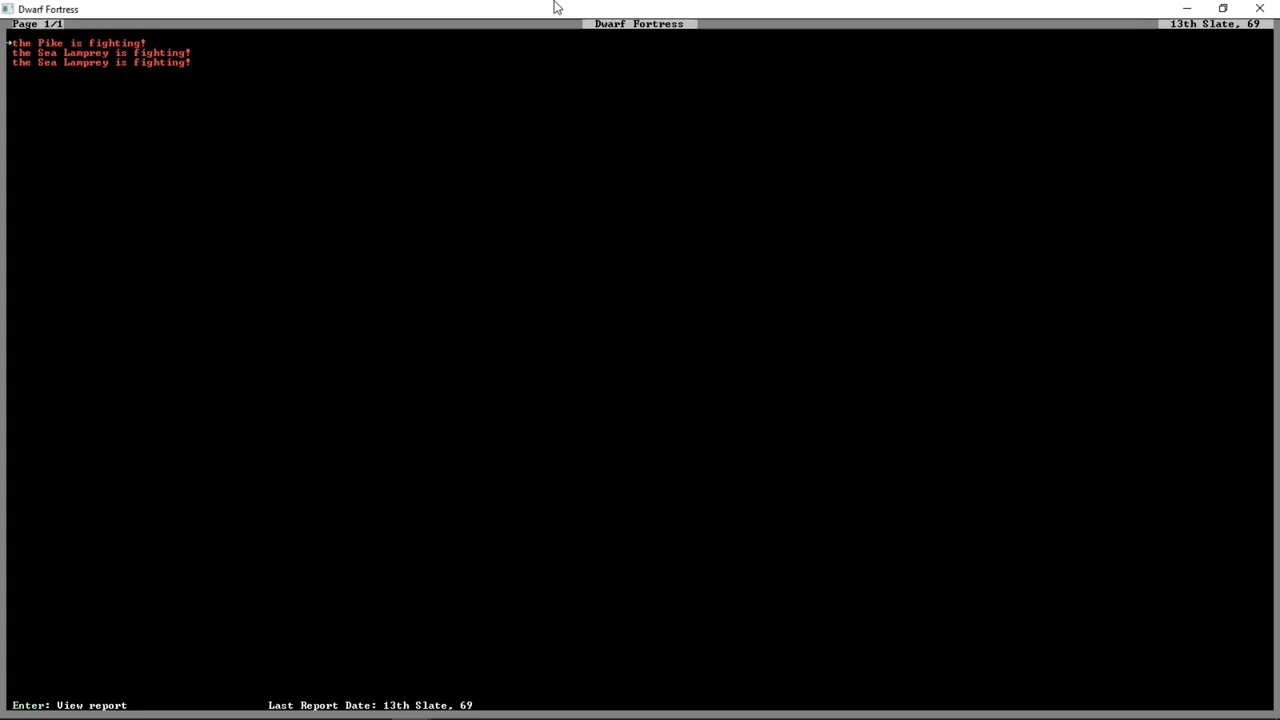 Dwarf Fortress
Page 1/1 Dwarf Fortress 13th Slate, 69
the Pike is fighting!
the Sea Lamprey is fighting!
the Sea Lamprey is fighting!
Enter: View report Last Report Date: 13th Slate, 69